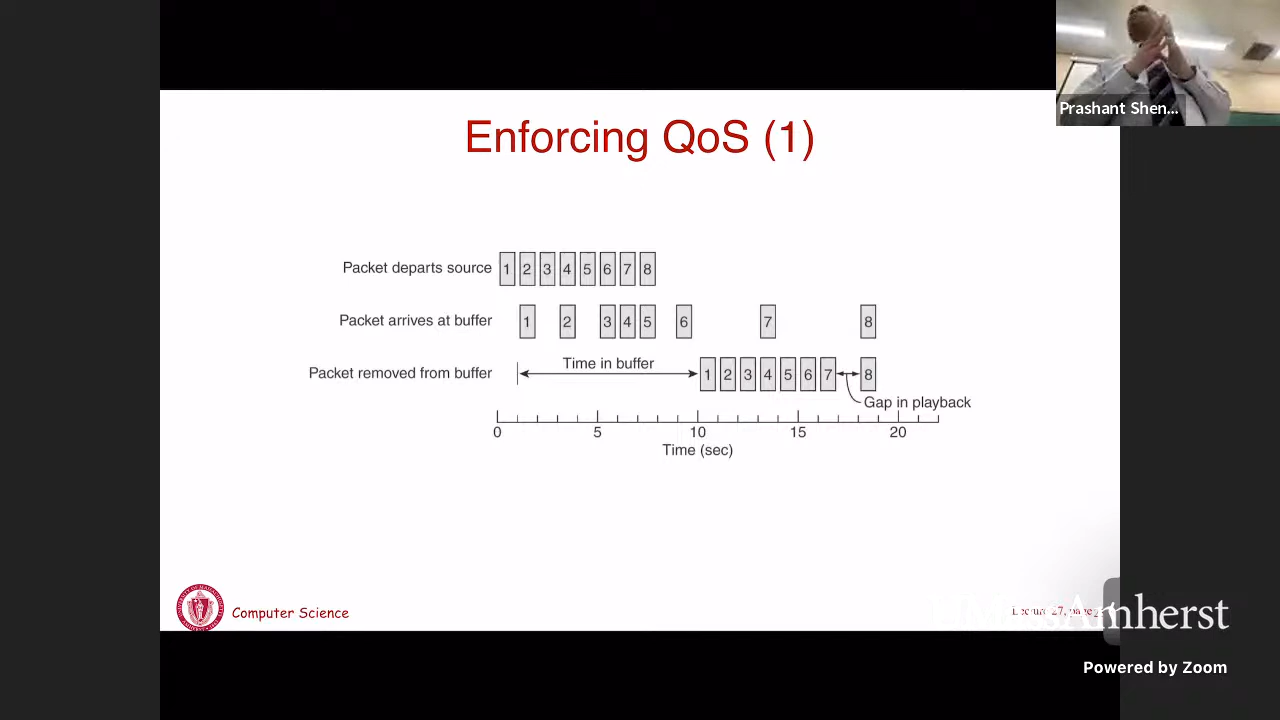 Prashant Shen...
Enforcing QoS (1)
Packet departs source 1 2 3 4 5 6 7 8
Packet arrives at buffer 1 2 3 4 5 6 7 8
Packet removed from buffer Time in buffer 1 2 3 4 5 6 7 8
Gap in playback
0 5 10 15 20
Time (sec)
Computer Science
Lecture 27, page
Amherst
Powered by Zoom